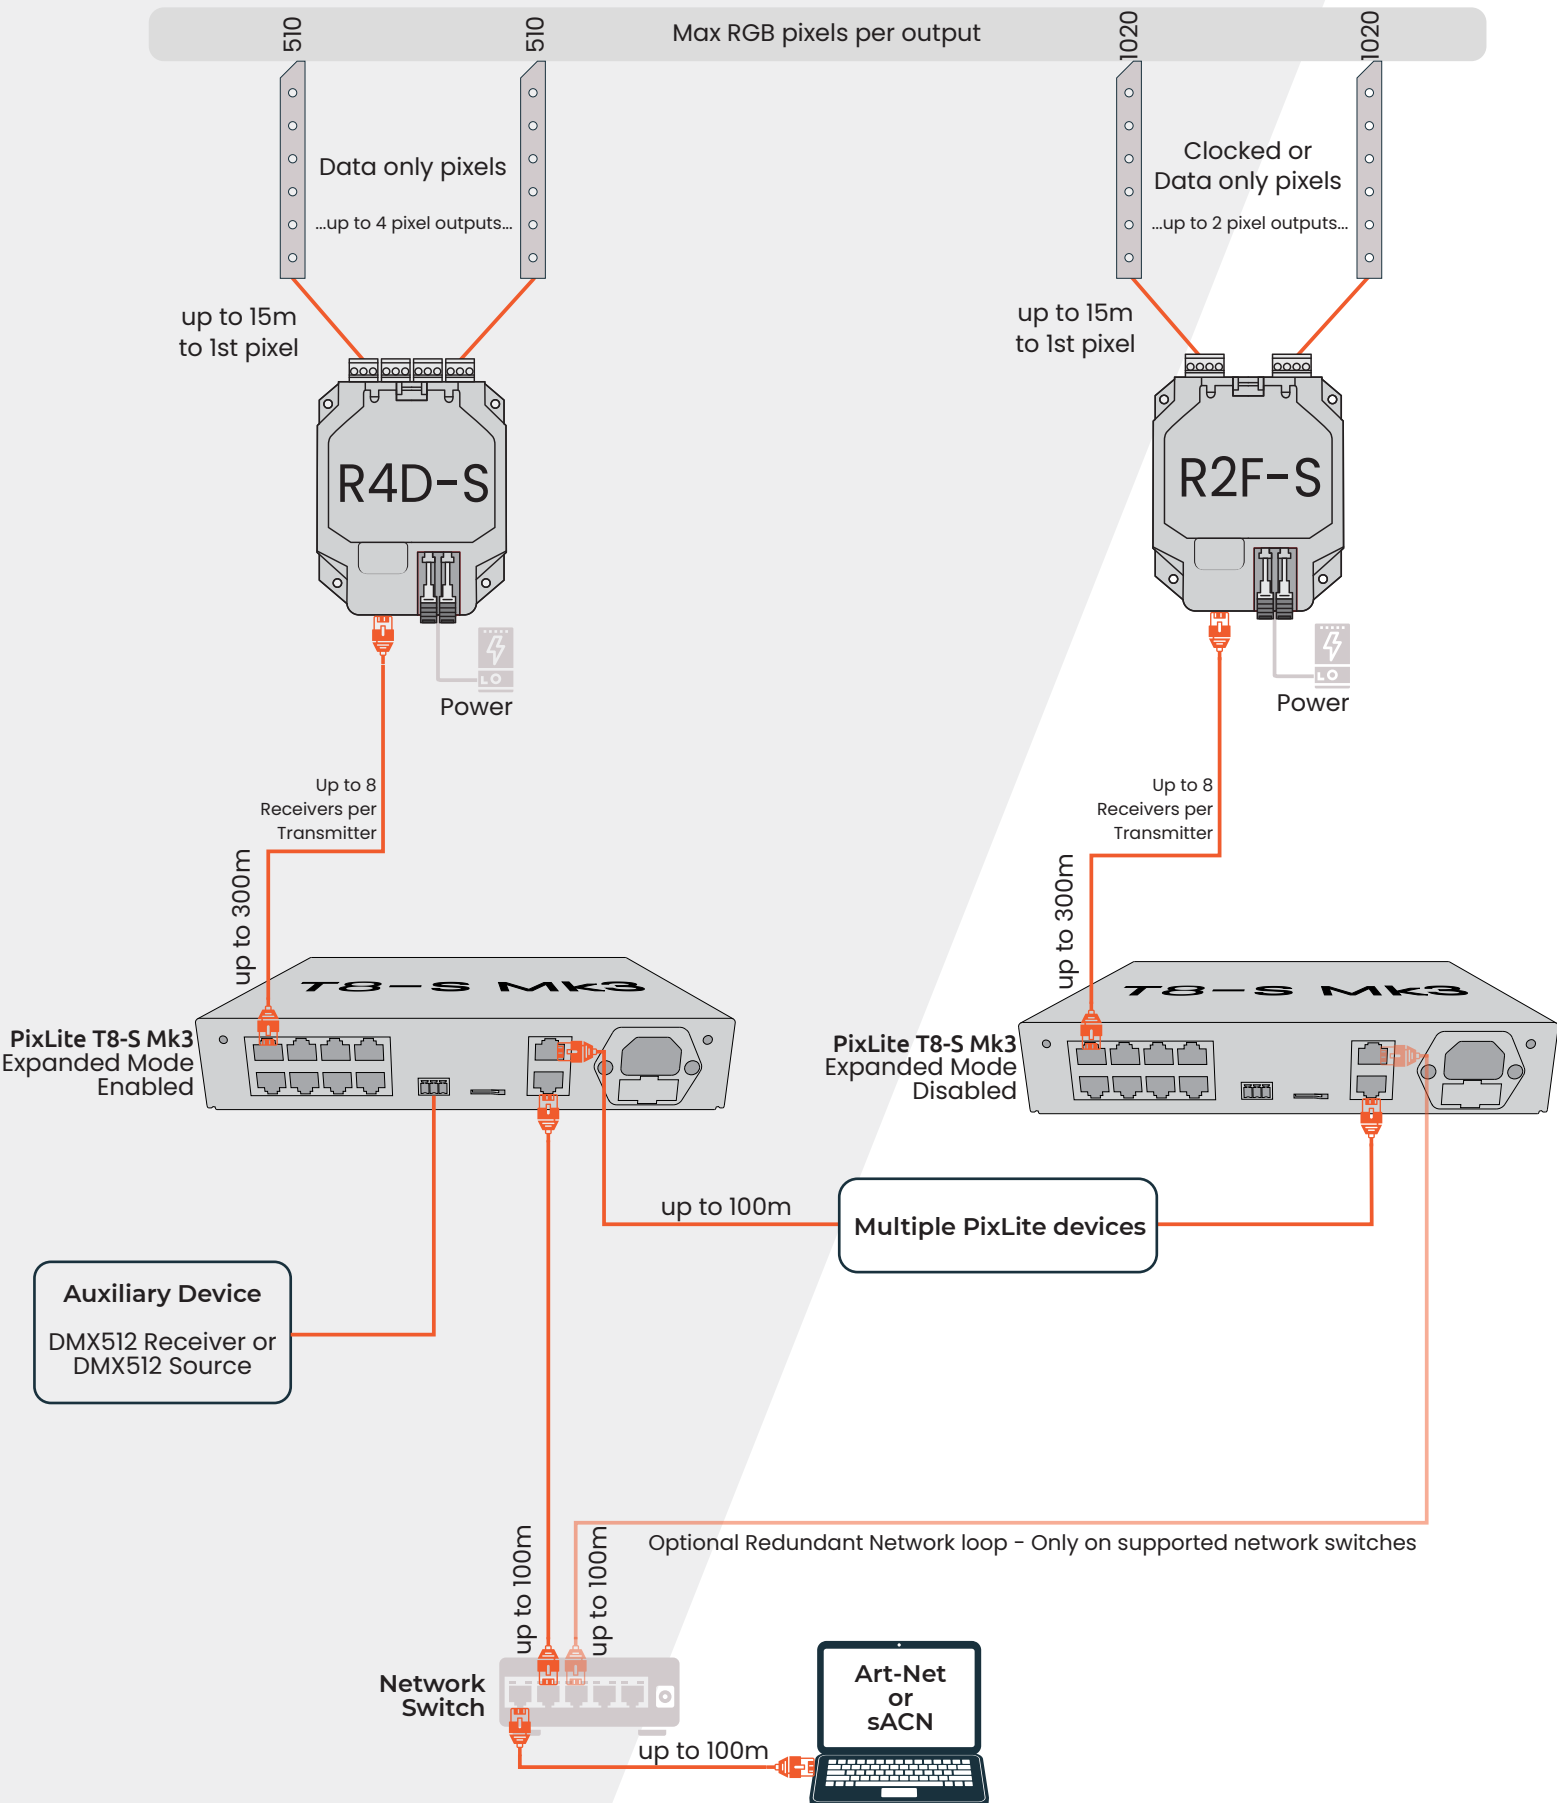 510
510
Max RGB pixels per output
1020
1020
Data only pixels
...up to 4 pixel outputs...
Clocked or
Data only pixels
...up to 2 pixel outputs...
up to 15m
to 1st pixel
up to 15m
to 1st pixel
R4D-S
R2F-S
LO
Power
LO
Power
Up to 8
Receivers per
Transmitter
Up to 8
Receivers per
Transmitter
up to 300m
up to 300m
T8-S Mk3
T8-S Mk3
PixLite T8-S Mk3
Expanded Mode
Enabled
PixLite T8-S Mk3
Expanded Mode
Disabled
up to 100m
Multiple PixLite devices
Auxiliary Device
DMX512 Receiver or
DMX512 Source
up to 100m
up to 100m
Optional Redundant Network loop - Only on supported network switches
Network
Switch
Art-Net
or
sACN
up to 100m